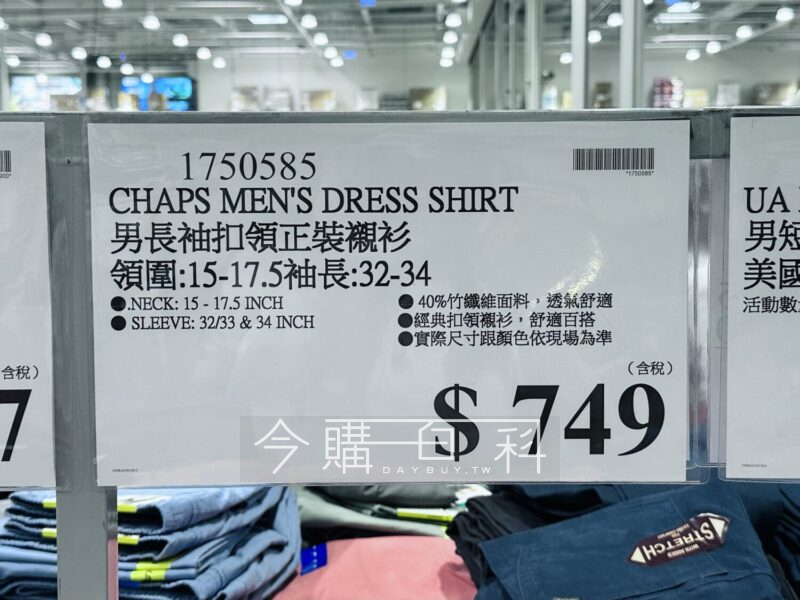 1750585
*1750585*
CHAPS MEN'S DRESS SHIRT
男長袖扣領正裝襯衫
領圍:15-17.5袖長:32-34
●.NECK: 15 - 17.5 INCH
● SLEEVE: 32/33 & 34 INCH
● 40%竹纖維面料，透氣舒適
●經典扣領襯衫，舒適百搭
●實際尺寸跟顏色依現場為準
（含稅）
$ 749
含稅）
7
UA
男短
美國
活動數
今購百科
DAYBUY.TW
WITH ADDED
STRETCH